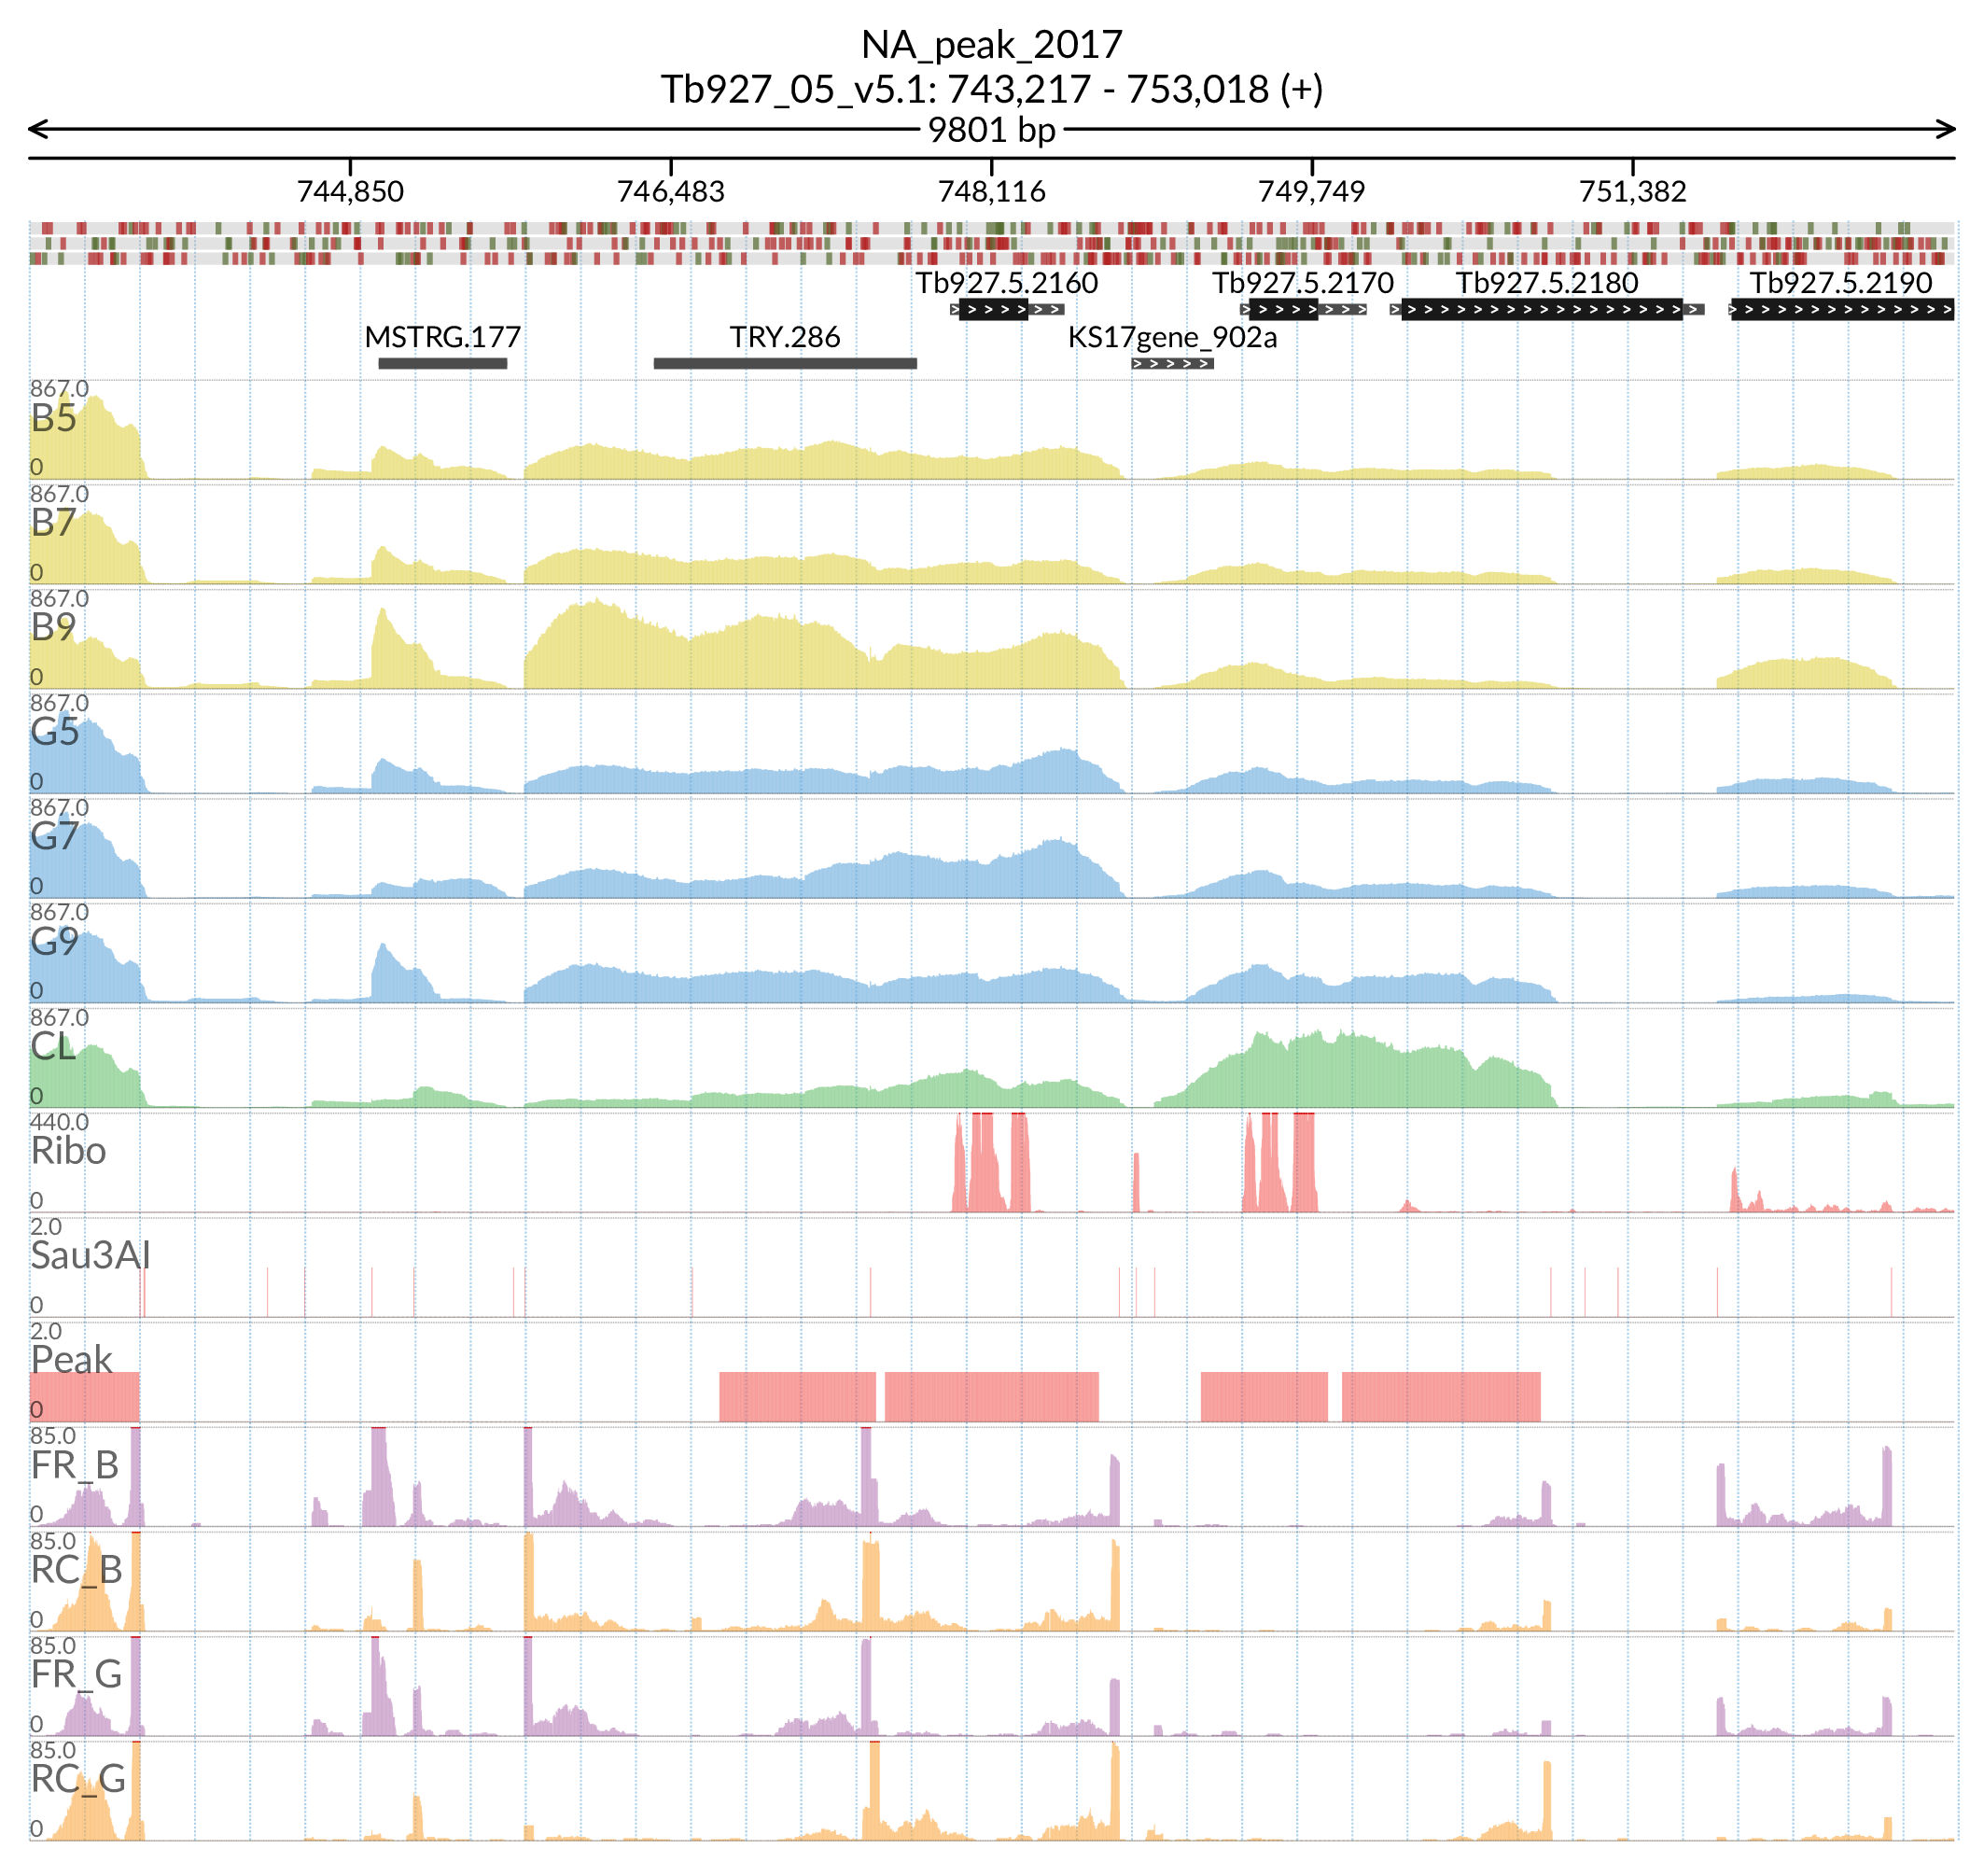 NA_peak_2017
Tb927_05_v5.1: 743,217 - 753,018 (+)
9801 bp
744,850 746,483 748,116 749,749 751,382
Tb927.5.2160 Tb927.5.2170 Tb927.5.2180 Tb927.5.2190
MSTRG.177 TRY.286 KS17gene_902a
867.0
B5
0
867.0
B7
0
867.0
B9
0
867.0
G5
0
867.0
G7
0
867.0
G9
0
867.0
CL
0
440.0
Ribo
0
2.0
Sau3AI
0
2.0
Peak
0
85.0
FR_B
0
85.0
RC_B
0
85.0
FR_G
0
85.0
RC_G
0